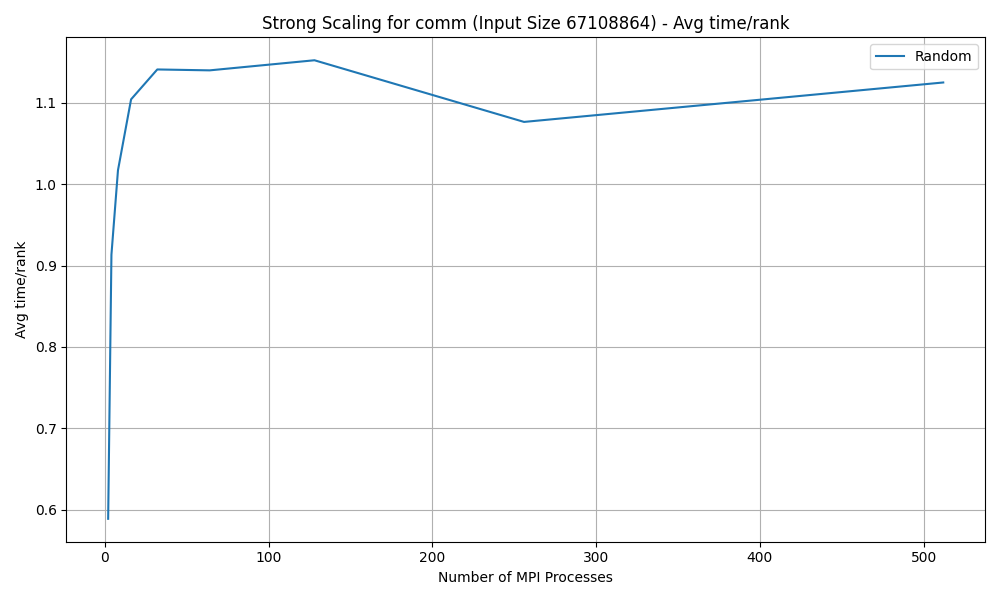 Strong Scaling for comm (Input Size 67108864) - Avg time/rank
Random
Avg time/rank
1.1
1.0
0.9
0.8
0.7
0.6
0 100 200 300 400 500
Number of MPI Processes